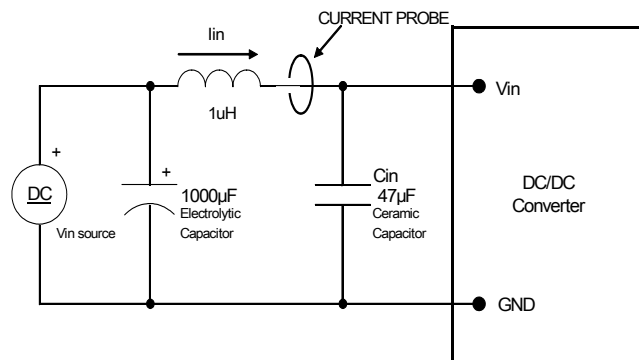 CURRENT PROBE
Iin
1uH
Vin
+
DC
Vin source
+
1000µF
Electrolytic
Capacitor
Cin
47µF
Ceramic
Capacitor
DC/DC
Converter
GND